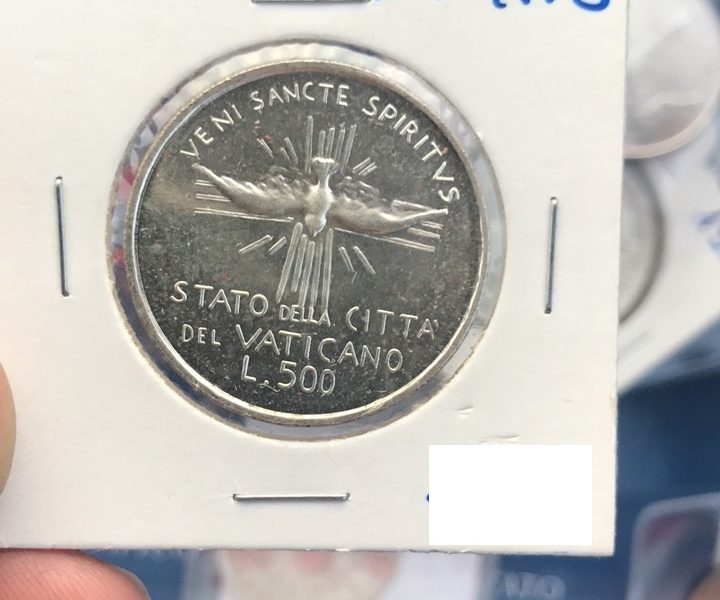 VENI SANCTE SPIRITVS
STATO DELLA CITTA'
DEL VATICANO
L. 500